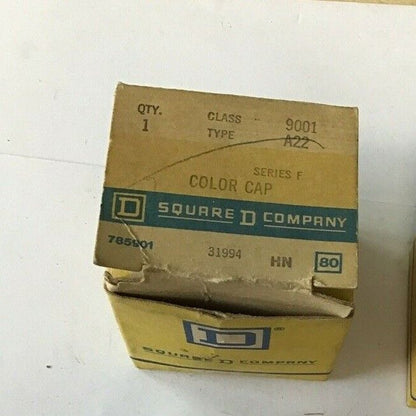 QTY. CLASS - 9001
1 TYPE A22
SERIES F
COLOR CAP
D SQUARE D COMPANY
785901 31994 HN 80
D ®
SQUARE D COMPANY